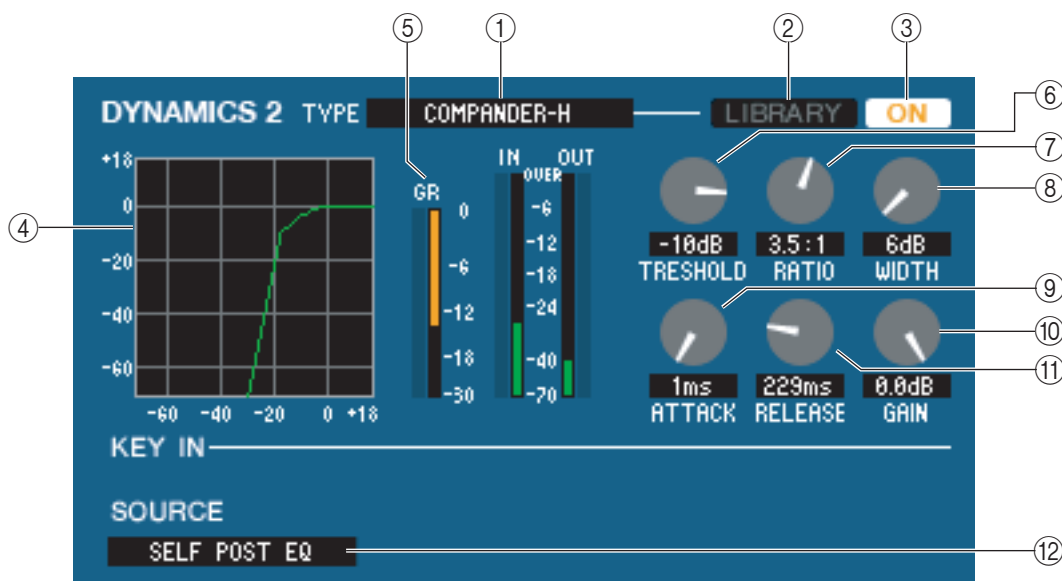 ① ② ③ ⑤
DYNAMICS 2 TYPE COMPANDER-H LIBRARY ON
⑥
⑦
⑧
④
+18
0
-20
-40
-60
-60 -40 -20 0 +18
GR
0
-6
-12
-18
-30
IN OUT
OVER
-6
-12
-18
-24
-40
-70
-10dB 3.5:1 6dB
TRESHOLD RATIO WIDTH
⑨
⑩
⑪
1ms 229ms 0.0dB
ATTACK RELEASE GAIN
KEY IN
SOURCE
SELF POST EQ
⑫